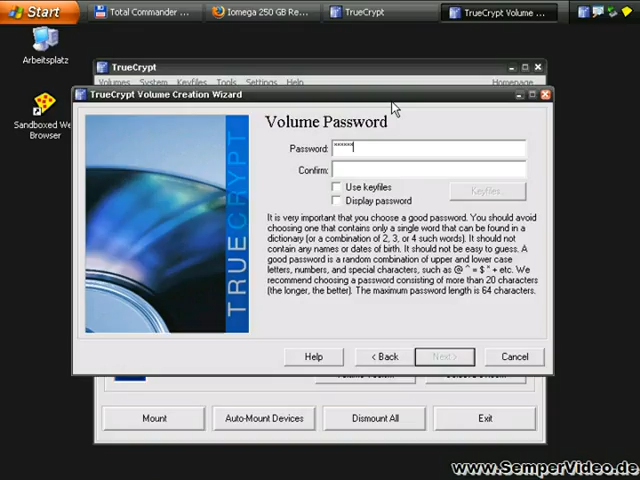 Start
Total Commander ...
Iomega 250 GB Re...
TrueCrypt
TrueCrypt Volume ...
Arbeitsplatz
Sandboxed We
Browser
TrueCrypt
Volumes System Keyfiles Tools Settings Help
Homepage
TrueCrypt Volume Creation Wizard
TRUECRYPT
Volume Password
Password: ******
Confirm:
Use keyfiles
Keyfiles...
Display password
It is very important that you choose a good password. You should avoid
choosing one that contains only a single word that can be found in a
dictionary (or a combination of 2, 3, or 4 such words). It should not
contain any names or dates of birth. It should not be easy to guess. A
good password is a random combination of upper and lower case
letters, numbers, and special characters, such as @ ^ = $ * + etc. We
recommend choosing a password consisting of more than 20 characters
(the longer, the better). The maximum password length is 64 characters.
Help
< Back
Next >
Cancel
Mount
Auto-Mount Devices
Dismount All
Exit
www.SemperVideo.de